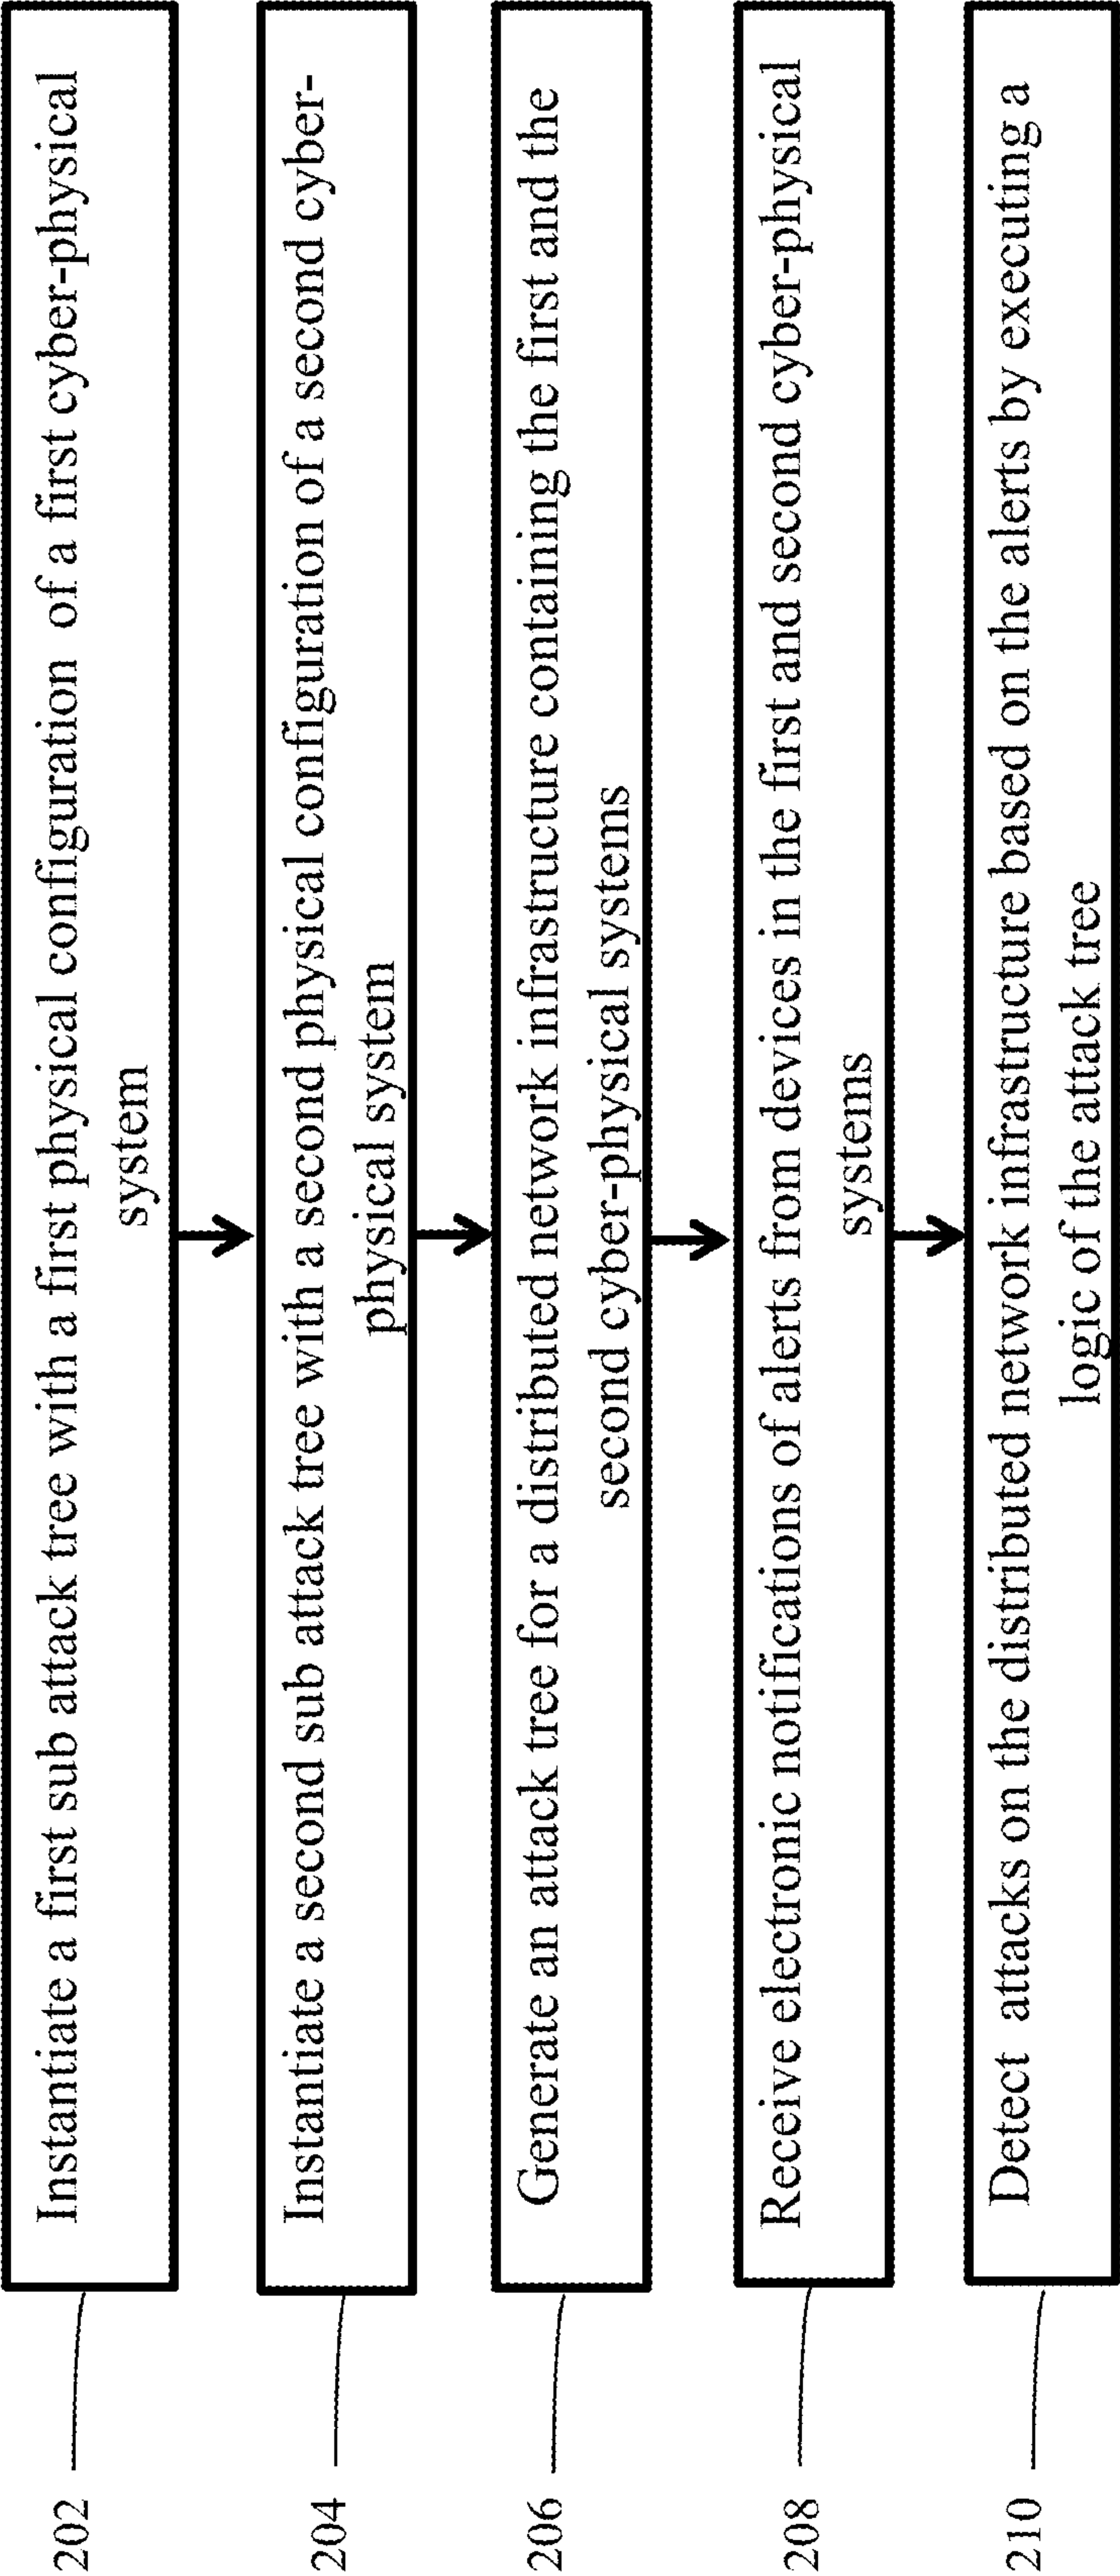 202
Instantiate a first sub attack tree with a first physical configuration of a first cyber-physical
system
204
Instantiate a second sub attack tree with a second physical configuration of a second cyber-
physical system
206
Generate an attack tree for a distributed network infrastructure containing the first and the
second cyber-physical systems
208
Receive electronic notifications of alerts from devices in the first and second cyber-physical
systems
210
Detect attacks on the distributed network infrastructure based on the alerts by executing a
logic of the attack tree